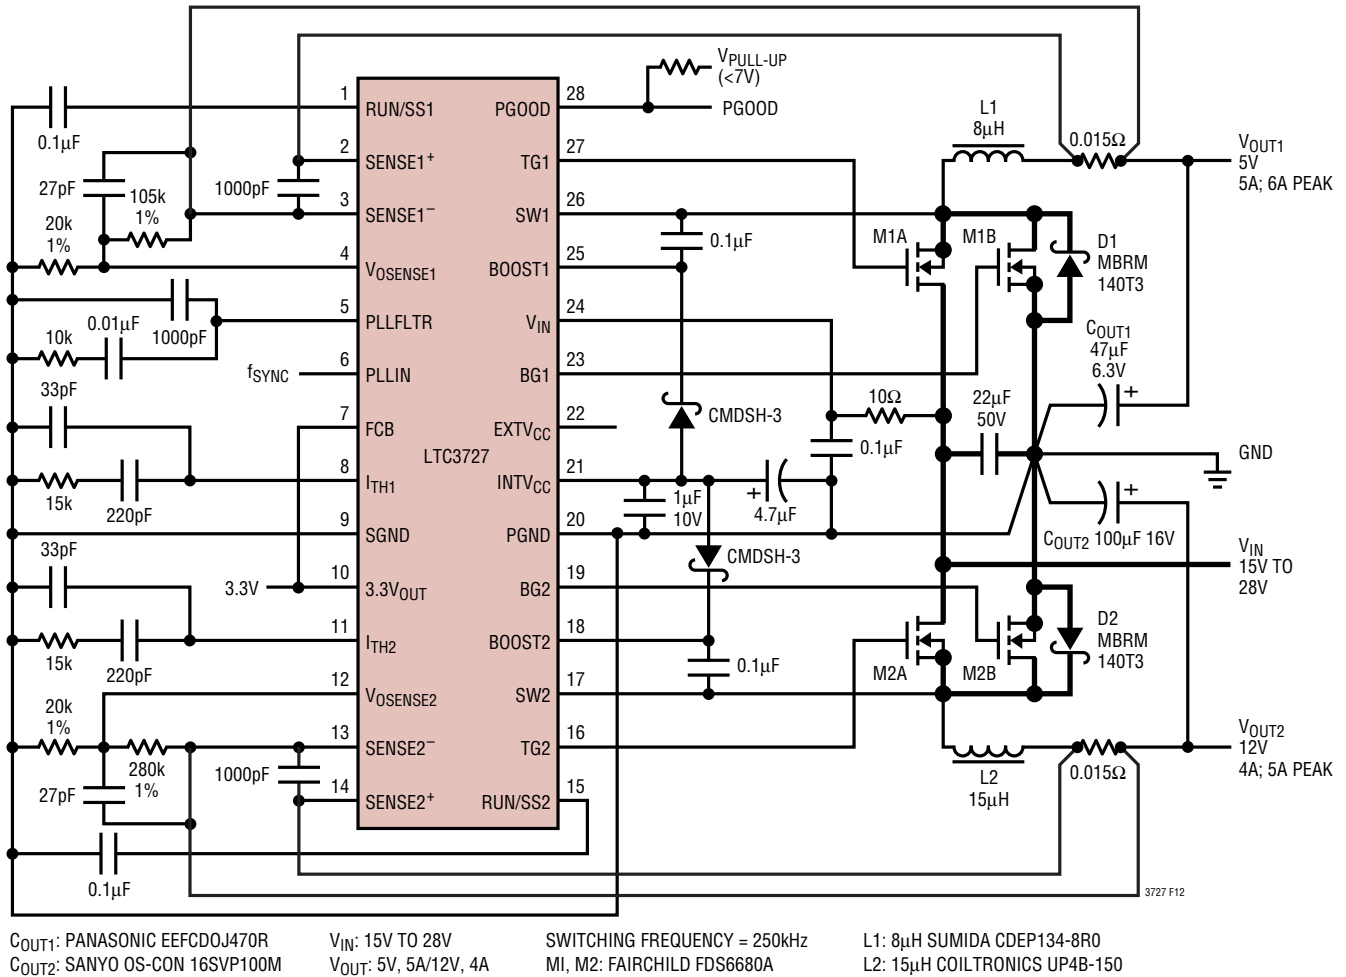 V_PULL-UP
(<7V)
1 RUN/SS1
PGOOD 28
PGOOD
0.1µF
L1
8µH
0.015Ω
V_OUT1
5V
5A; 6A PEAK
2 SENSE1+
TG1 27
27pF
105k
1%
1000pF
3 SENSE1–
SW1 26
20k
1%
0.1µF
M1A
M1B
D1
MBRM
140T3
4 V_OSENSE1
BOOST1 25
5 PLLFLTR
V_IN 24
0.01µF
1000pF
10k
C_OUT1
47µF
6.3V
+
f_SYNC
6 PLLIN
BG1 23
33pF
10Ω
22µF
50V
7 FCB
EXTV_CC 22
CMDSH-3
0.1µF
LTC3727
GND
8 I_TH1
INTV_CC 21
15k
220pF
1µF
10V
+
4.7µF
+
9 SGND
PGND 20
C_OUT2 100µF 16V
33pF
CMDSH-3
V_IN
15V TO
28V
3.3V
10 3.3V_OUT
BG2 19
11 I_TH2
BOOST2 18
D2
MBRM
140T3
15k
220pF
0.1µF
M2A
M2B
12 V_OSENSE2
SW2 17
20k
1%
13 SENSE2–
TG2 16
V_OUT2
12V
4A; 5A PEAK
280k
1%
1000pF
L2
15µH
0.015Ω
27pF
14 SENSE2+
RUN/SS2 15
0.1µF
3727 F12
C_OUT1: PANASONIC EEFCDOJ470R
C_OUT2: SANYO OS-CON 16SVP100M
V_IN: 15V TO 28V
V_OUT: 5V, 5A/12V, 4A
SWITCHING FREQUENCY = 250kHz
MI, M2: FAIRCHILD FDS6680A
L1: 8µH SUMIDA CDEP134-8R0
L2: 15µH COILTRONICS UP4B-150